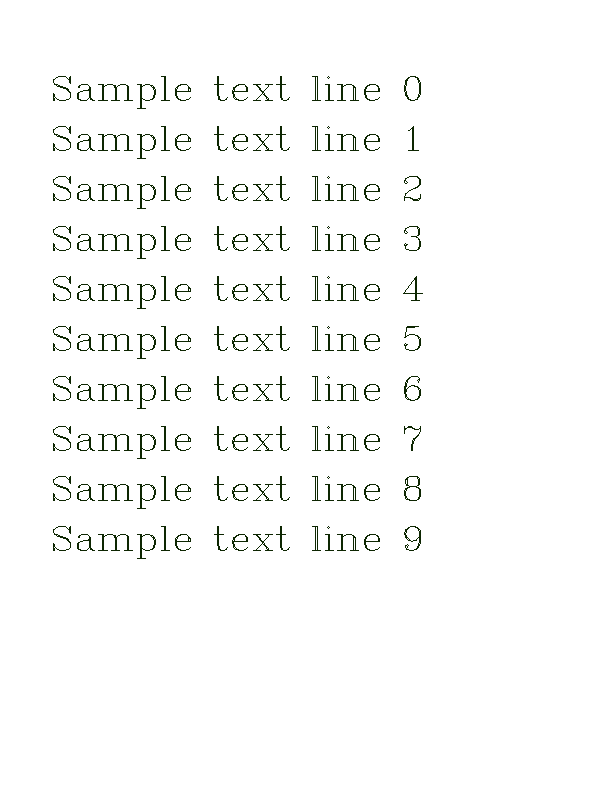 Sample text line 0
Sample text line 1
Sample text line 2
Sample text line 3
Sample text line 4
Sample text line 5
Sample text line 6
Sample text line 7
Sample text line 8
Sample text line 9